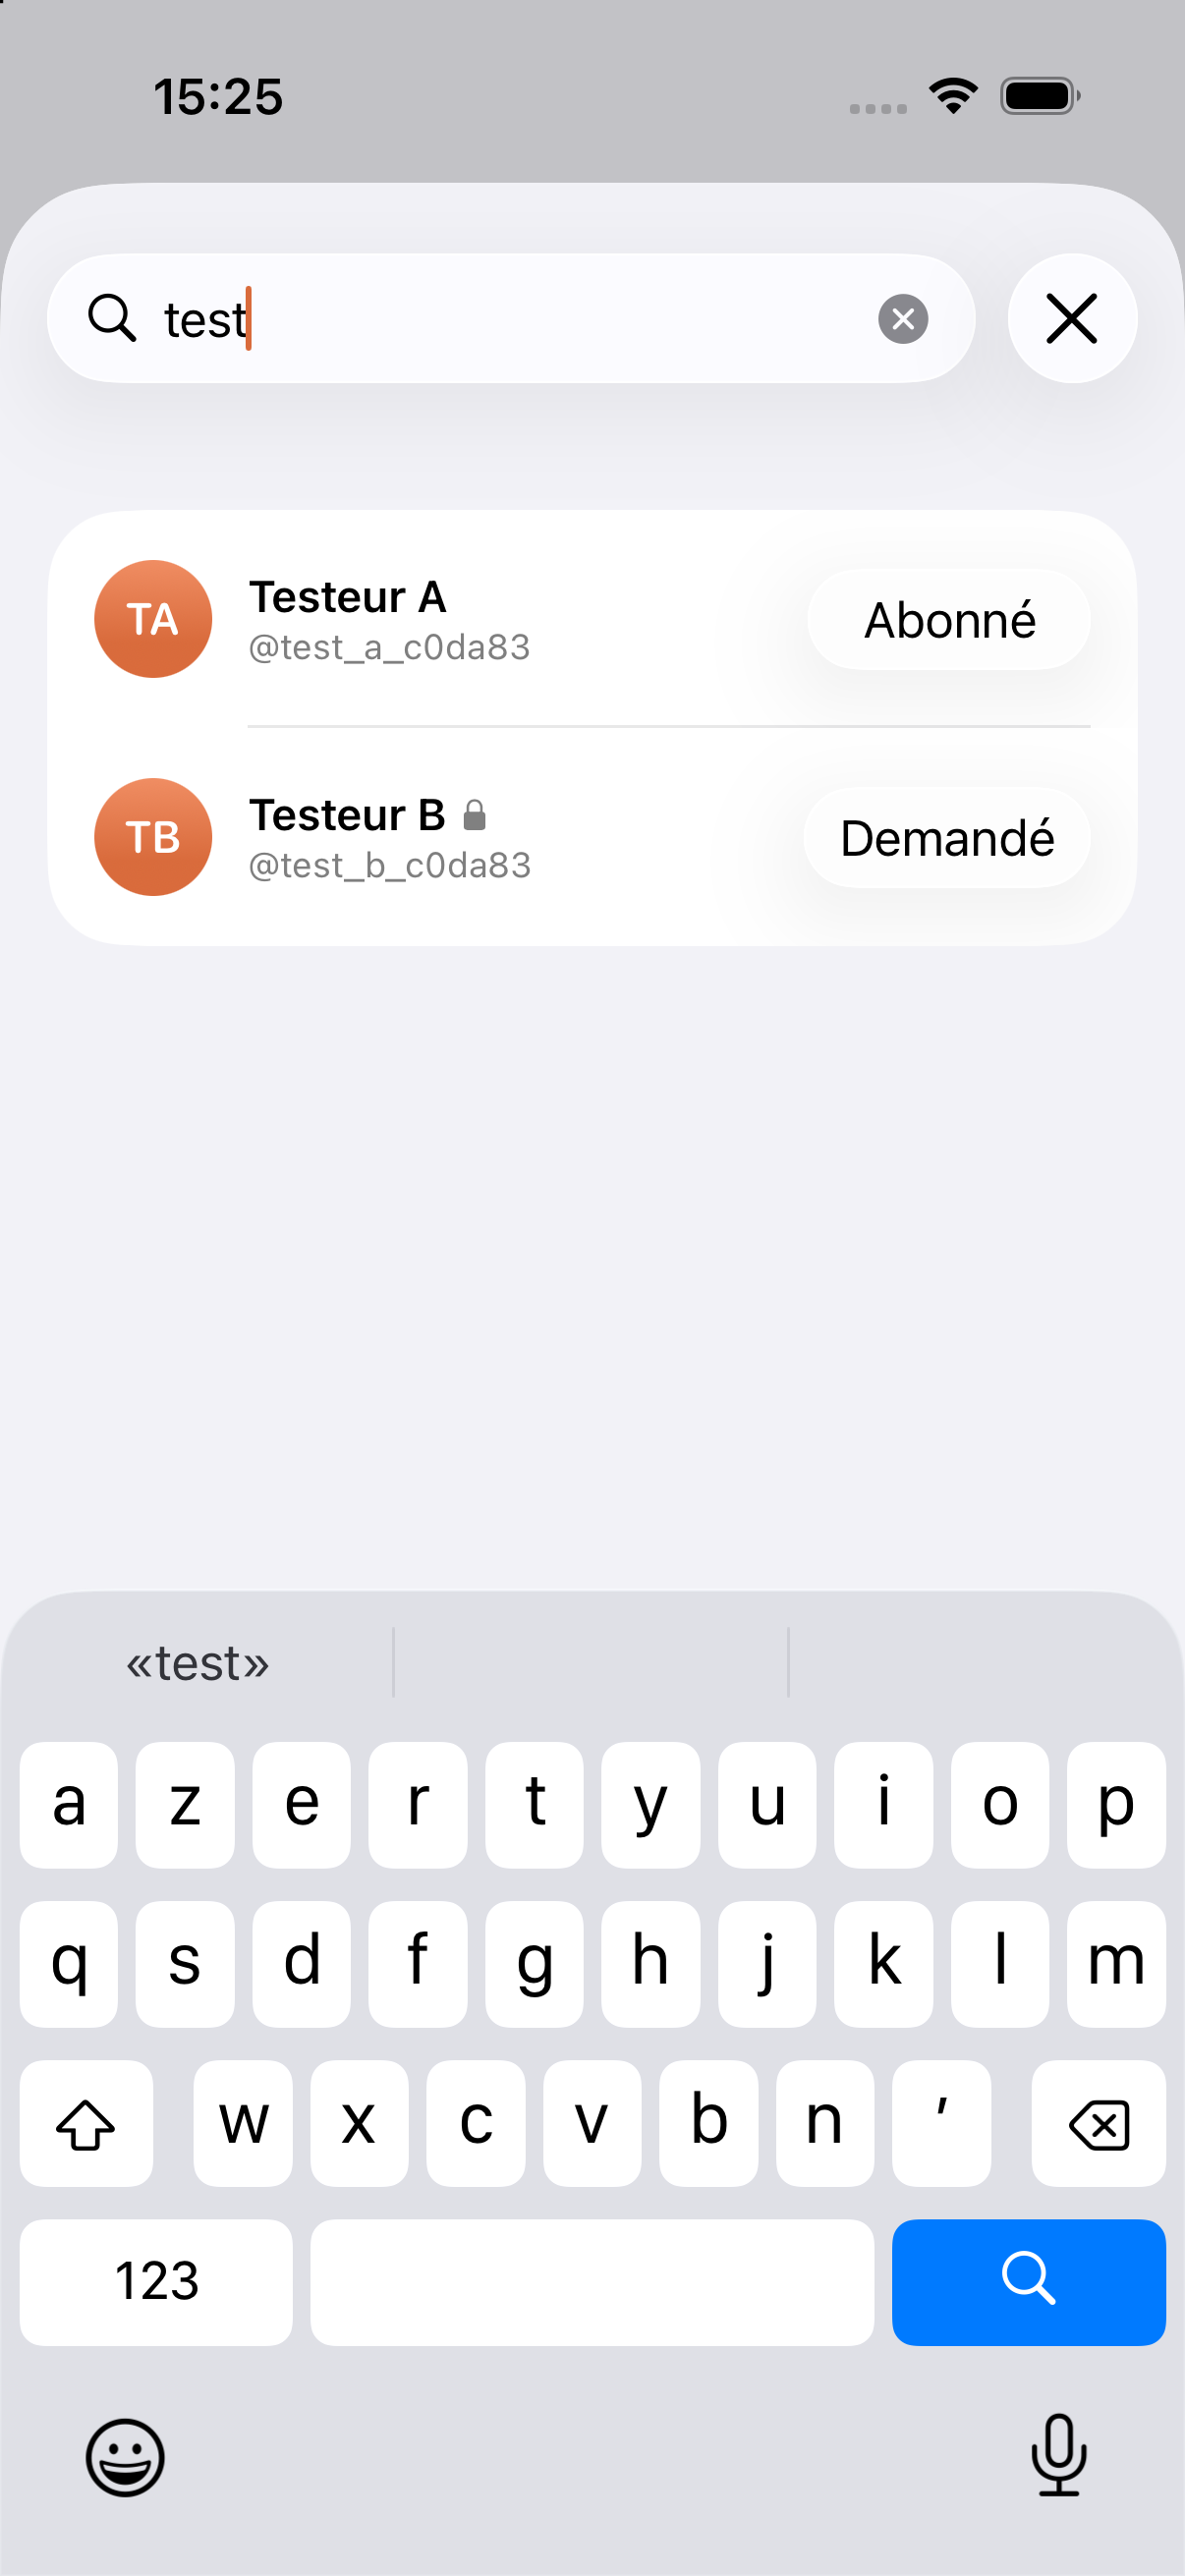 15:25
test
TA
Testeur A
@test_a_c0da83
Abonné
TB
Testeur B
@test_b_c0da83
Demandé
«test»
a z e r t y u i o p
q s d f g h j k l m
w x c v b n ’
123